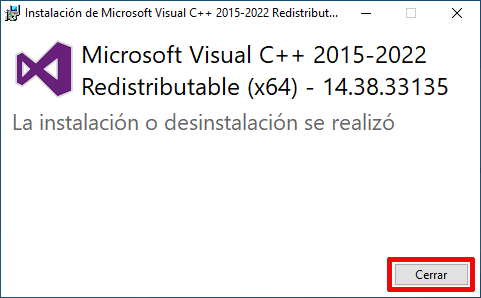 Instalación de Microsoft Visual C++ 2015-2022 Redistribut...
Microsoft Visual C++ 2015-2022
Redistributable (x64) - 14.38.33135
La instalación o desinstalación se realizó
Cerrar